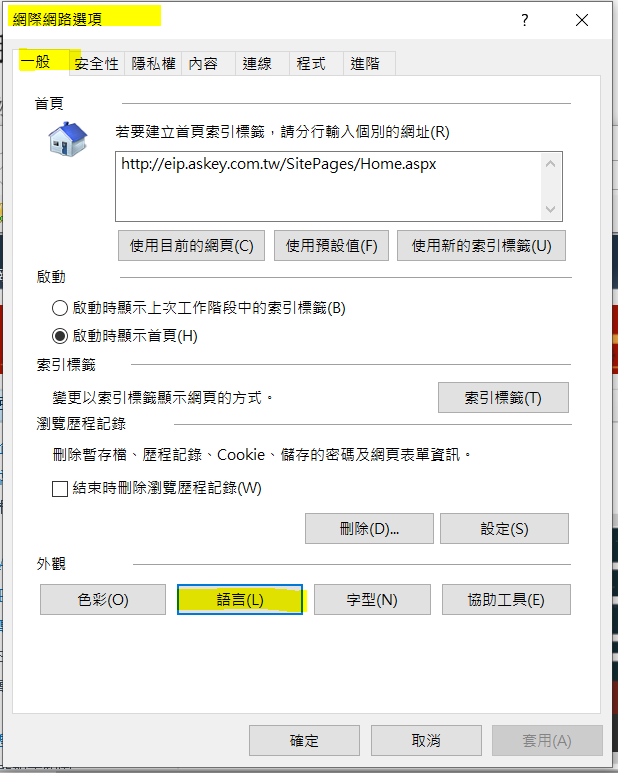 網際網路選項
?
一般 安全性 隱私權 內容 連線 程式 進階
首頁
若要建立首頁索引標籤，請分行輸入個別的網址(R)
http://eip.askey.com.tw/SitePages/Home.aspx
使用目前的網頁(C) 使用預設值(F) 使用新的索引標籤(U)
啟動
啟動時顯示上次工作階段中的索引標籤(B)
啟動時顯示首頁(H)
索引標籤
變更以索引標籤顯示網頁的方式。
索引標籤(T)
瀏覽歷程記錄
刪除暫存檔、歷程記錄、Cookie、儲存的密碼及網頁表單資訊。
結束時刪除瀏覽歷程記錄(W)
刪除(D)... 設定(S)
外觀
色彩(O) 語言(L) 字型(N) 協助工具(E)
確定 取消 套用(A)